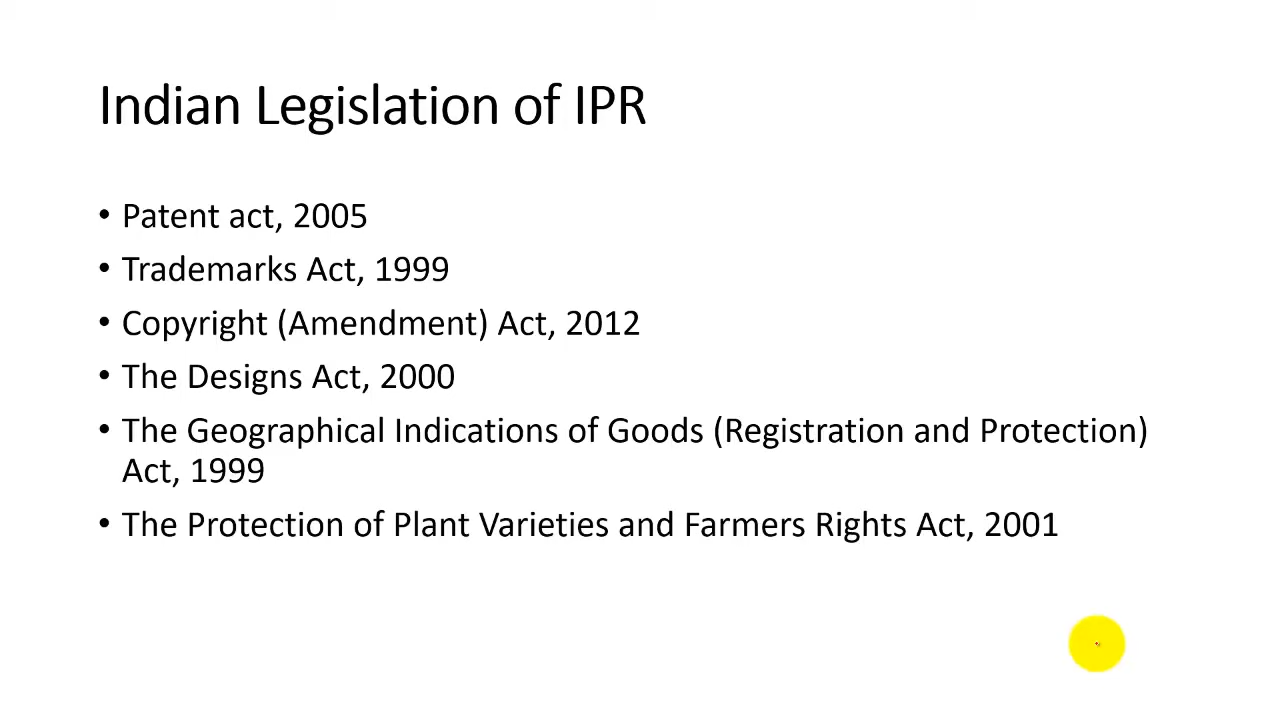 Indian Legislation of IPR
• Patent act, 2005
• Trademarks Act, 1999
• Copyright (Amendment) Act, 2012
• The Designs Act, 2000
• The Geographical Indications of Goods (Registration and Protection)
Act, 1999
• The Protection of Plant Varieties and Farmers Rights Act, 2001